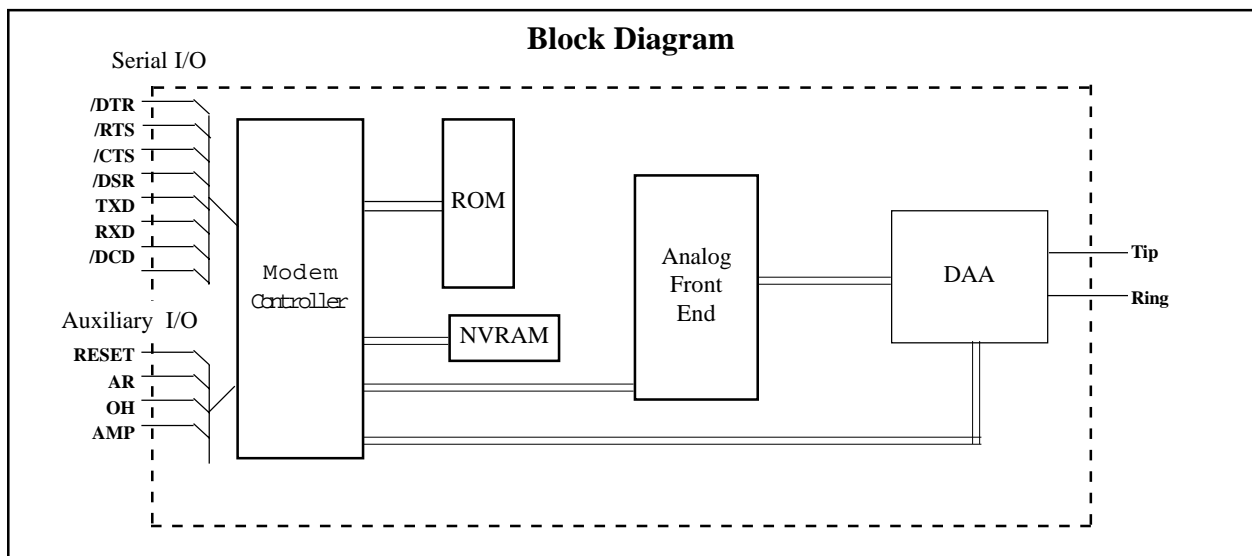 Block Diagram
Serial I/O
/DTR
/RTS
/CTS
/DSR
TXD
RXD
/DCD
Auxiliary I/O
RESET
AR
OH
AMP
Modem
Controller
ROM
NVRAM
Analog
Front
End
DAA
Tip
Ring